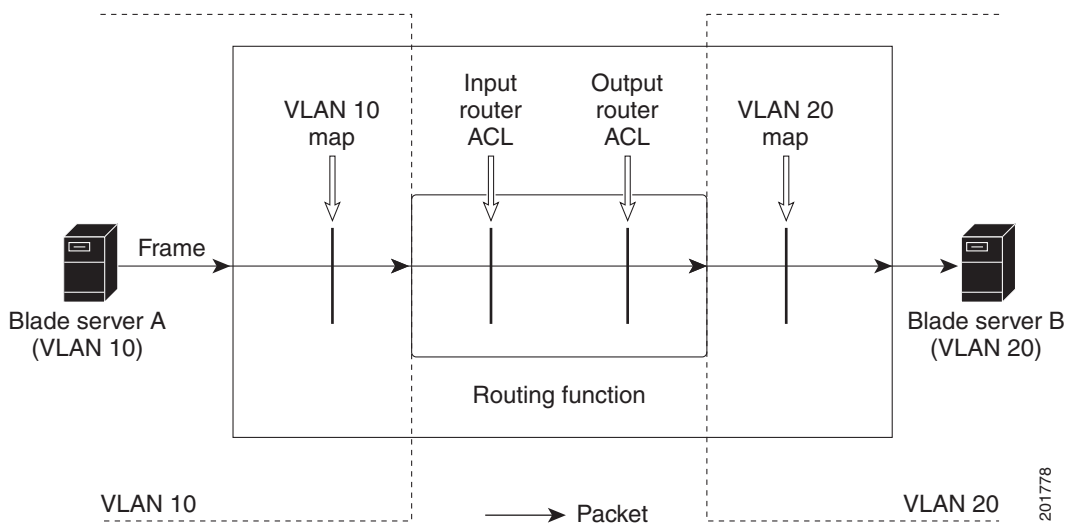 VLAN 10
map
Input
router
ACL
Output
router
ACL
VLAN 20
map
Frame
Blade server A
(VLAN 10)
Blade server B
(VLAN 20)
Routing function
VLAN 10
Packet
VLAN 20
201778